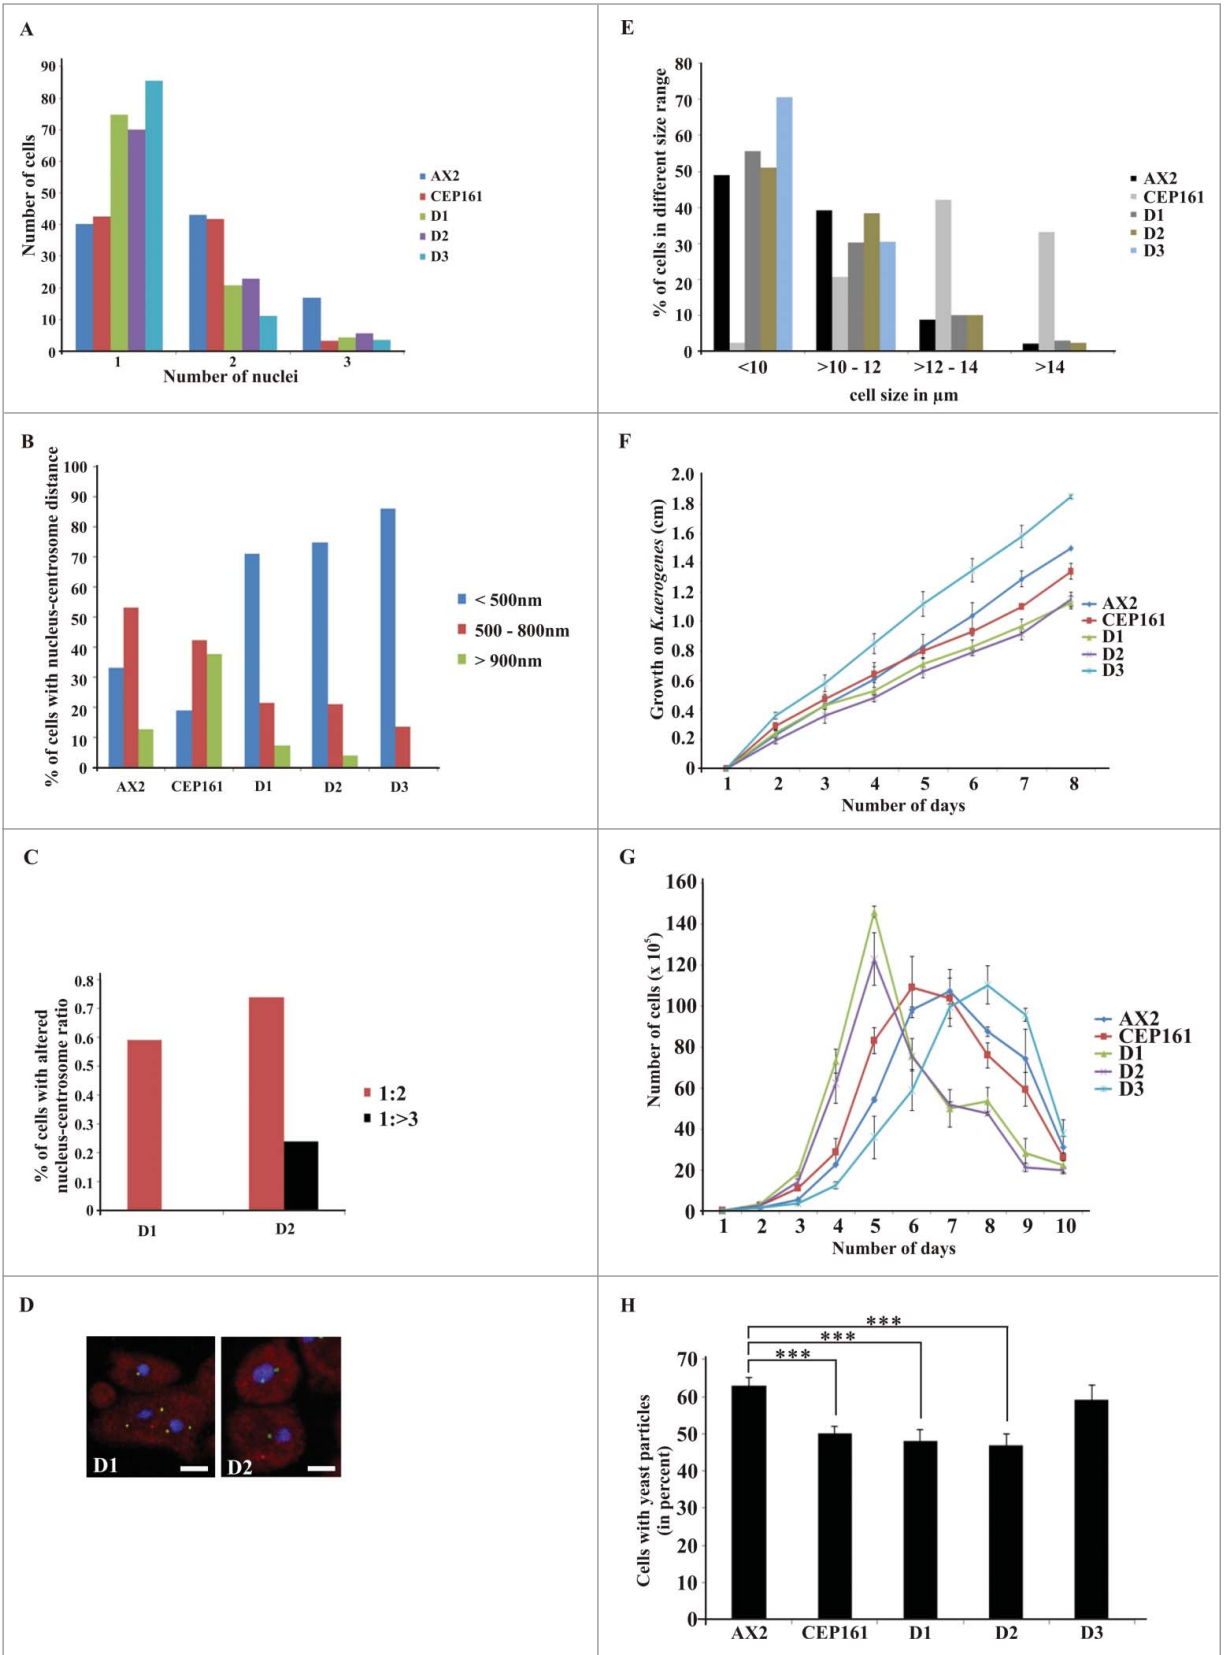 A
90
80
70
60
50
40
30
20
10
0
Number of cells
1 2 3
Number of nuclei
AX2
CEP161
D1
D2
D3
B
100
90
80
70
60
50
40
30
20
10
0
% of cells with nucleus-centrosome distance
AX2 CEP161 D1 D2 D3
< 500nm
500 - 800nm
> 900nm
C
0.8
0.7
0.6
0.5
0.4
0.3
0.2
0.1
0
% of cells with altered
nucleus-centrosome ratio
D1 D2
1:2
1:>3
D
D1 D2
E
80
70
60
50
40
30
20
10
0
% of cells in different size range
<10 >10 - 12 >12 - 14 >14
cell size in µm
AX2
CEP161
D1
D2
D3
F
2.0
1.8
1.6
1.4
1.2
1.0
0.8
0.6
0.4
0.2
0
Growth on K.aerogenes (cm)
1 2 3 4 5 6 7 8
Number of days
AX2
CEP161
D1
D2
D3
G
160
140
120
100
80
60
40
20
0
Number of cells (x 10⁵)
1 2 3 4 5 6 7 8 9 10
Number of days
AX2
CEP161
D1
D2
D3
H
***
***
***
70
60
50
40
30
20
10
0
Cells with yeast particles
(in percent)
AX2 CEP161 D1 D2 D3